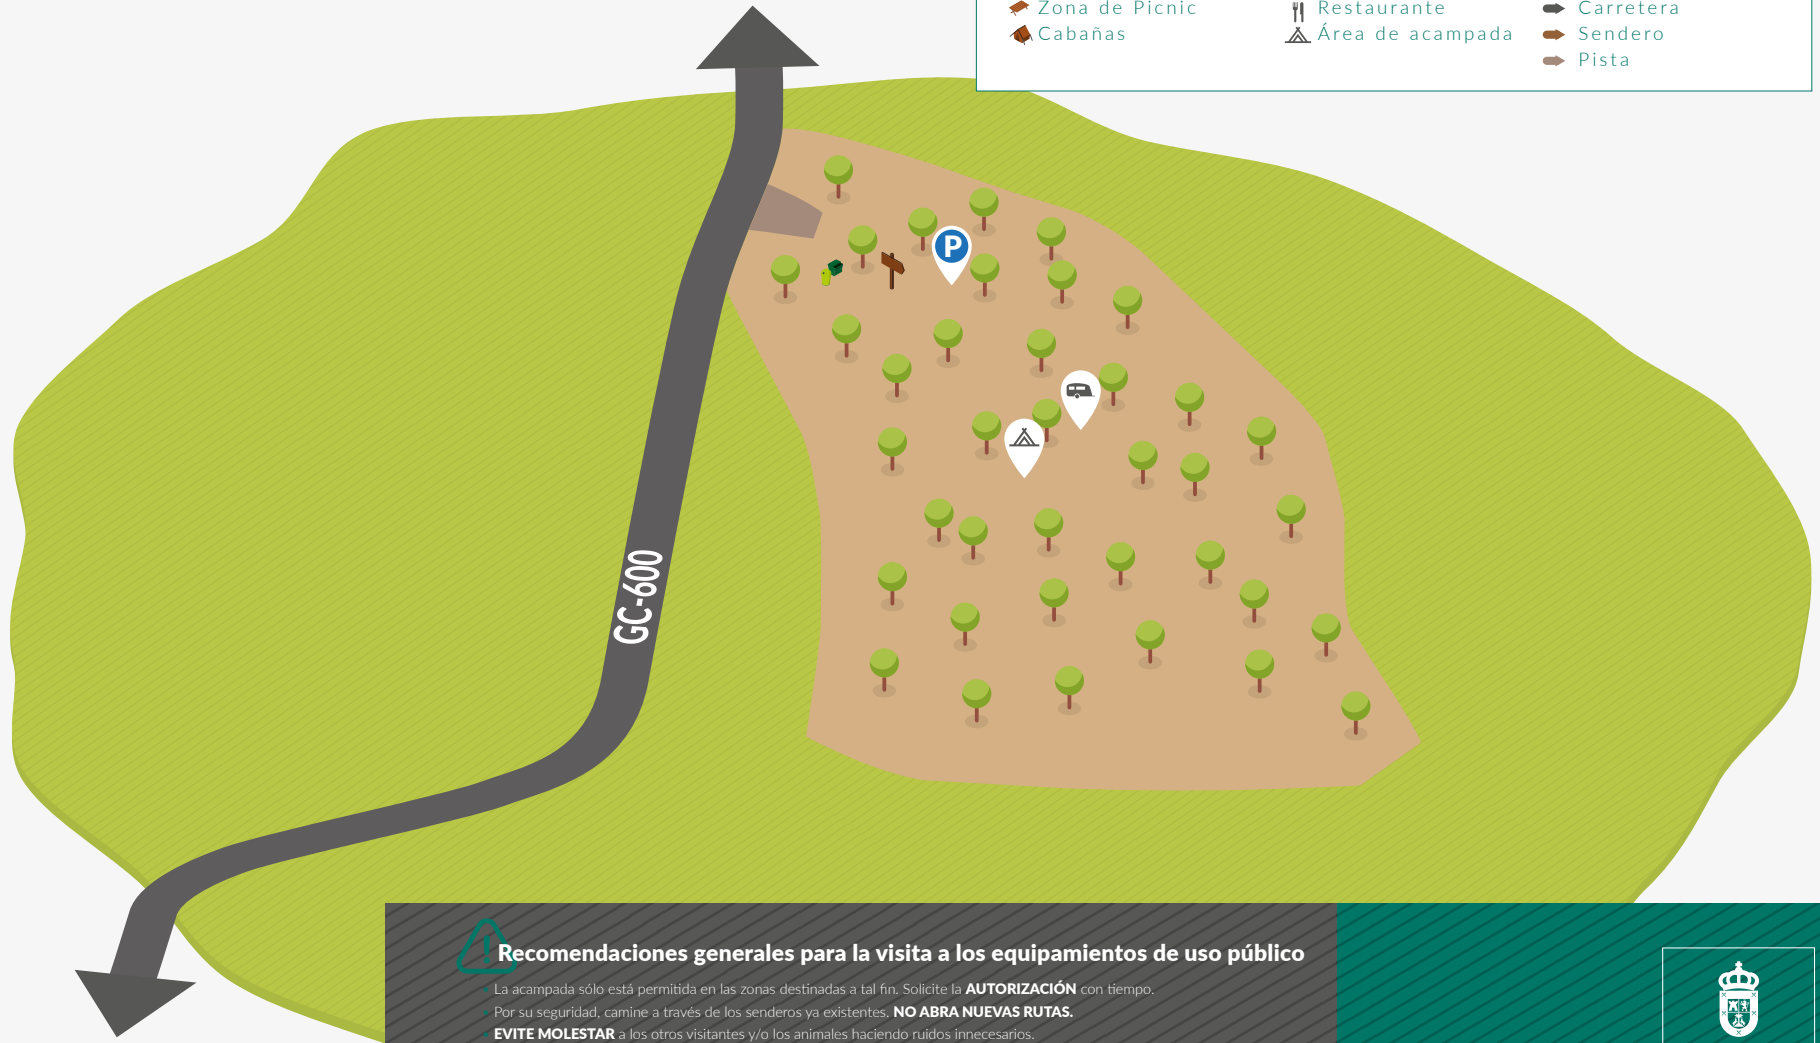 Zona de Picnic
Cabañas
Restaurante
Área de acampada
Carretera
Sendero
Pista
P
GC-600
Recomendaciones generales para la visita a los equipamientos de uso público
La acampada sólo está permitida en las zonas destinadas a tal fin. Solicite la AUTORIZACIÓN con tiempo.
Por su seguridad, camine a través de los senderos ya existentes. NO ABRA NUEVAS RUTAS.
EVITE MOLESTAR a los otros visitantes y/o los animales haciendo ruidos innecesarios.